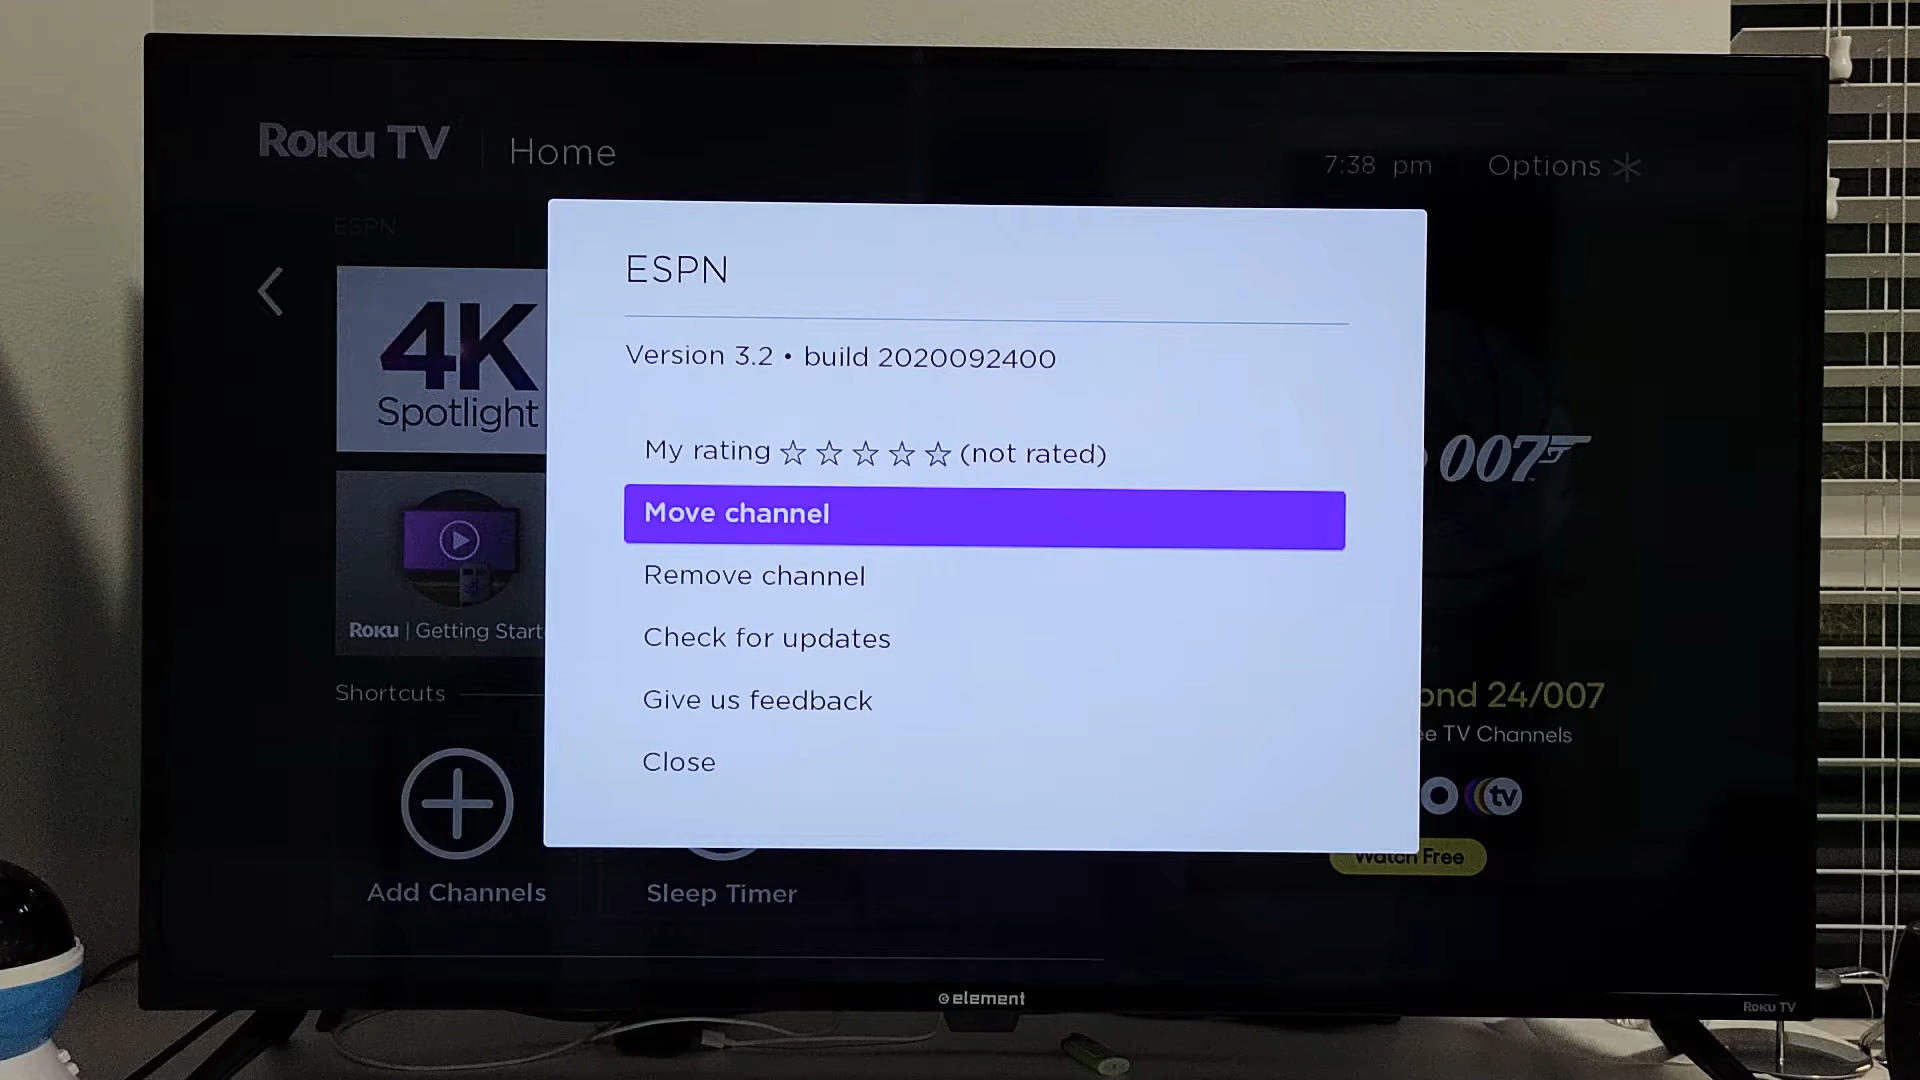 Roku TV
Home
7:38 pm
Options
ESPN
4K
Spotlight
Roku | Getting Start
Shortcuts
Add Channels
Sleep Timer
ESPN
Version 3.2 • build 2020092400
My rating ☆ ☆ ☆ ☆ ☆ (not rated)
Move channel
Remove channel
Check for updates
Give us feedback
Close
007
ond 24/007
ee TV Channels
tv
Watch Free
element
Roku TV